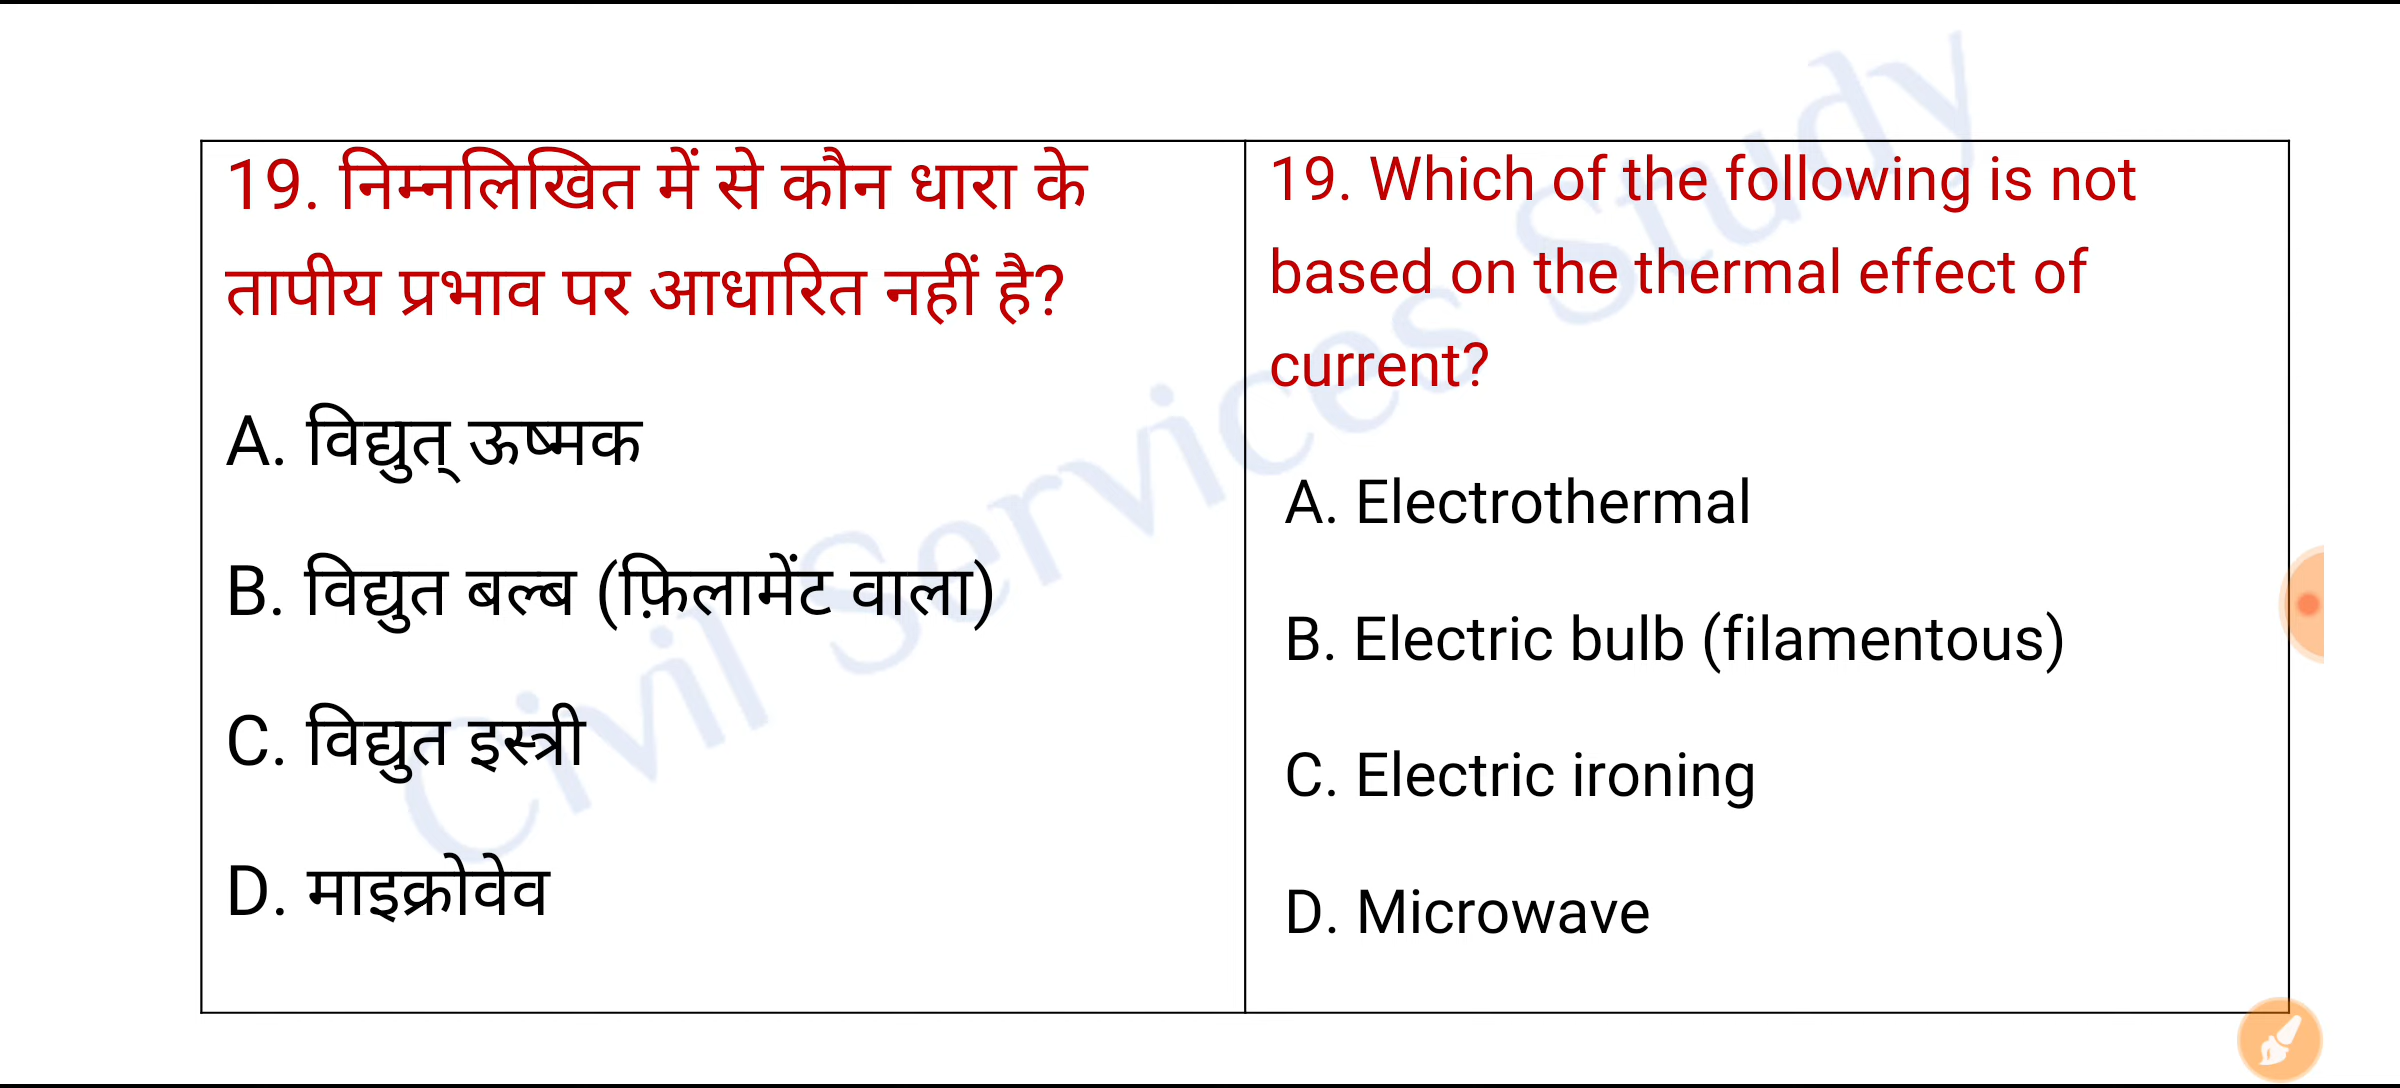 19. निम्नलिखित में से कौन धारा के
तापीय प्रभाव पर आधारित नहीं है?
A. विद्युत् ऊष्मक
B. विद्युत बल्ब (फ़िलामेंट वाला)
C. विद्युत इस्त्री
D. माइक्रोवेव
19. Which of the following is not
based on the thermal effect of
current?
A. Electrothermal
B. Electric bulb (filamentous)
C. Electric ironing
D. Microwave
Civil Services Study